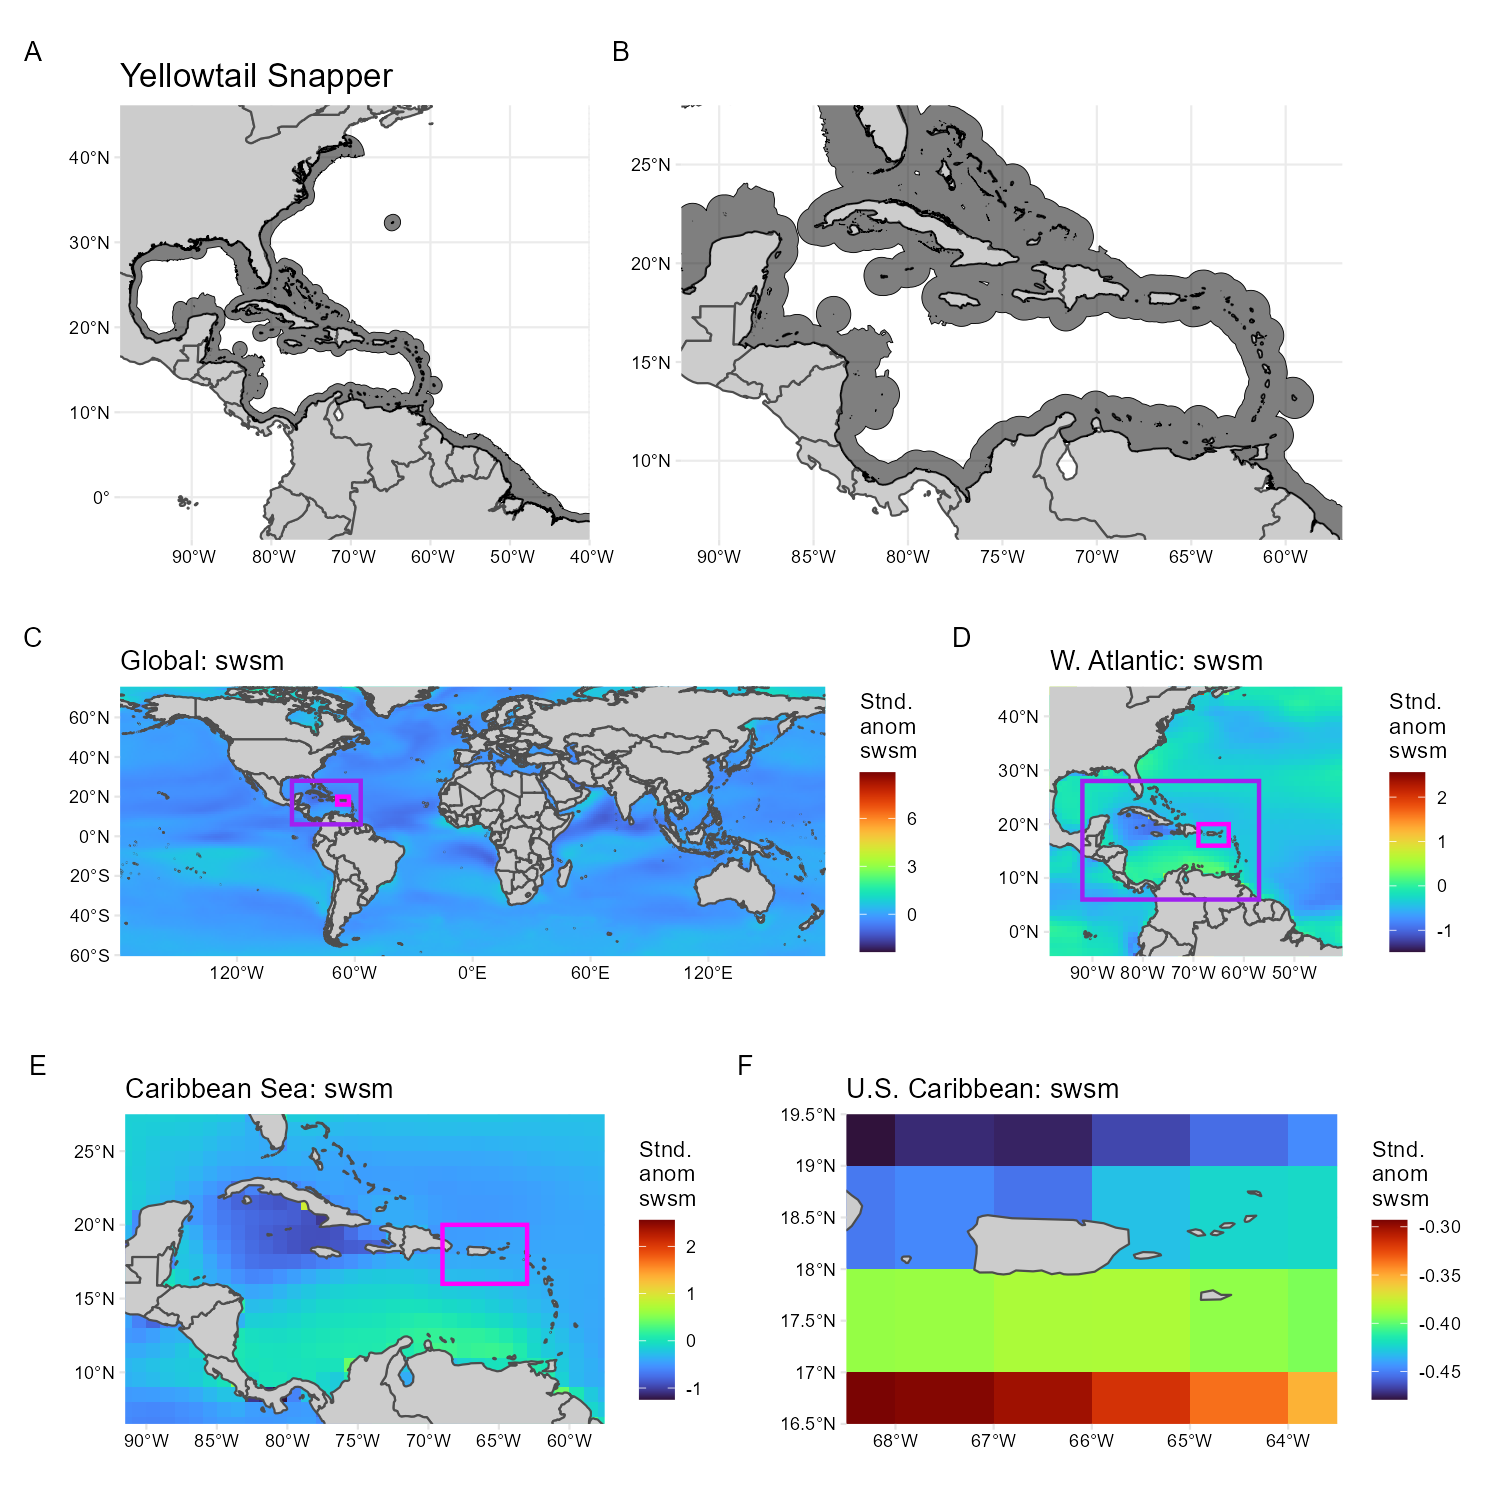 A
B
Yellowtail Snapper
40°N
30°N
20°N
10°N
0°
90°W 80°W 70°W 60°W 50°W 40°W
25°N
20°N
15°N
10°N
90°W 85°W 80°W 75°W 70°W 65°W 60°W
C
Global: swsm
60°N
40°N
20°N
0°N
20°S
40°S
60°S
120°W 60°W 0°E 60°E 120°E
Stnd.
anom
swsm
6
3
0
D
W. Atlantic: swsm
40°N
30°N
20°N
10°N
0°N
90°W 80°W 70°W 60°W 50°W
Stnd.
anom
swsm
2
1
0
-1
E
Caribbean Sea: swsm
25°N
20°N
15°N
10°N
90°W 85°W 80°W 75°W 70°W 65°W 60°W
Stnd.
anom
swsm
2
1
0
-1
F
U.S. Caribbean: swsm
19.5°N
19°N
18.5°N
18°N
17.5°N
17°N
16.5°N
68°W 67°W 66°W 65°W 64°W
Stnd.
anom
swsm
-0.30
-0.35
-0.40
-0.45